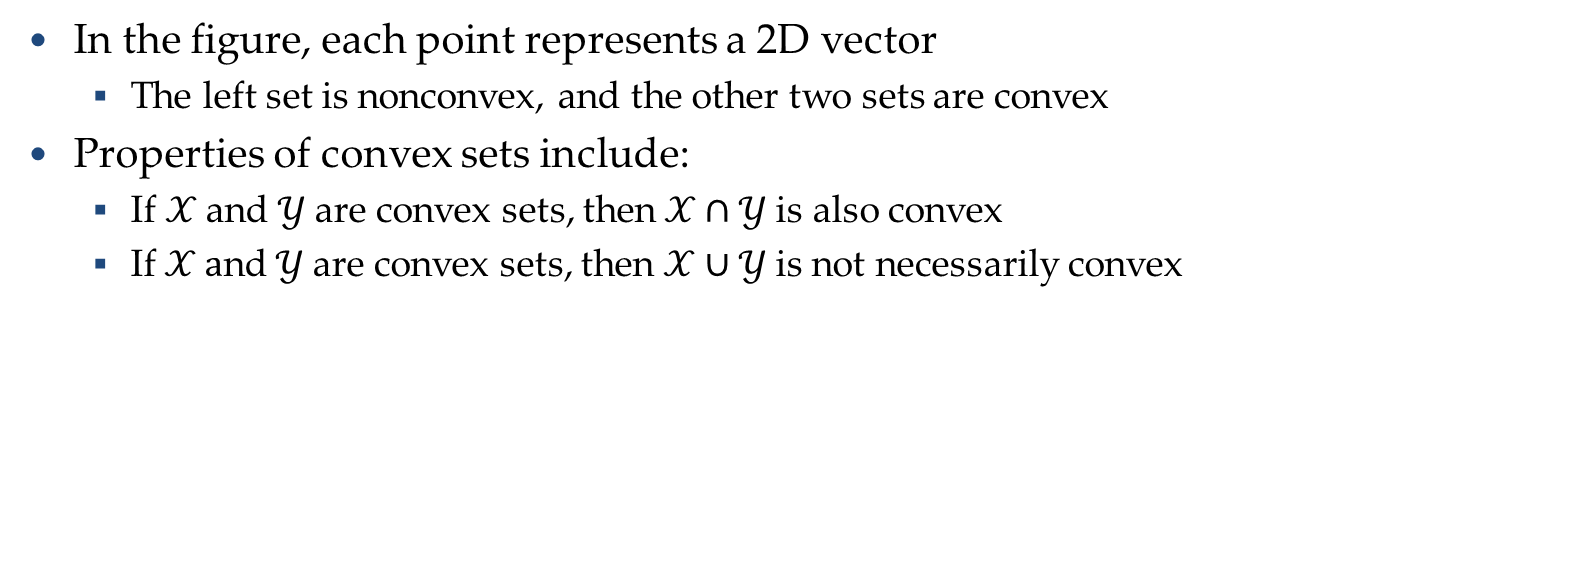 • In the figure, each point represents a 2D vector
▪ The left set is nonconvex, and the other two sets are convex
• Properties of convex sets include:
▪ If 𝒳 and 𝒴 are convex sets, then 𝒳 ∩ 𝒴 is also convex
▪ If 𝒳 and 𝒴 are convex sets, then 𝒳 ∪ 𝒴 is not necessarily convex